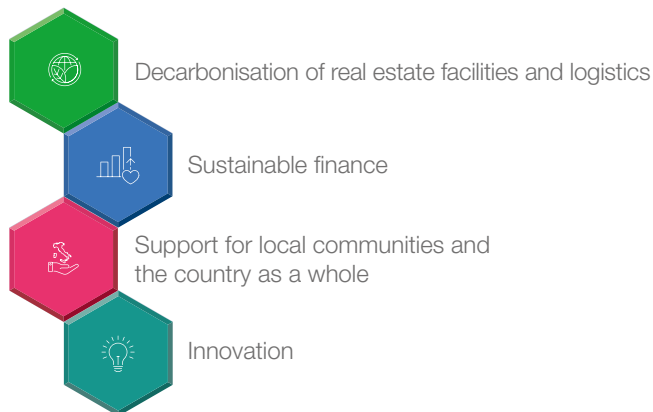 Decarbonisation of real estate facilities and logistics
Sustainable finance
Support for local communities and
the country as a whole
Innovation